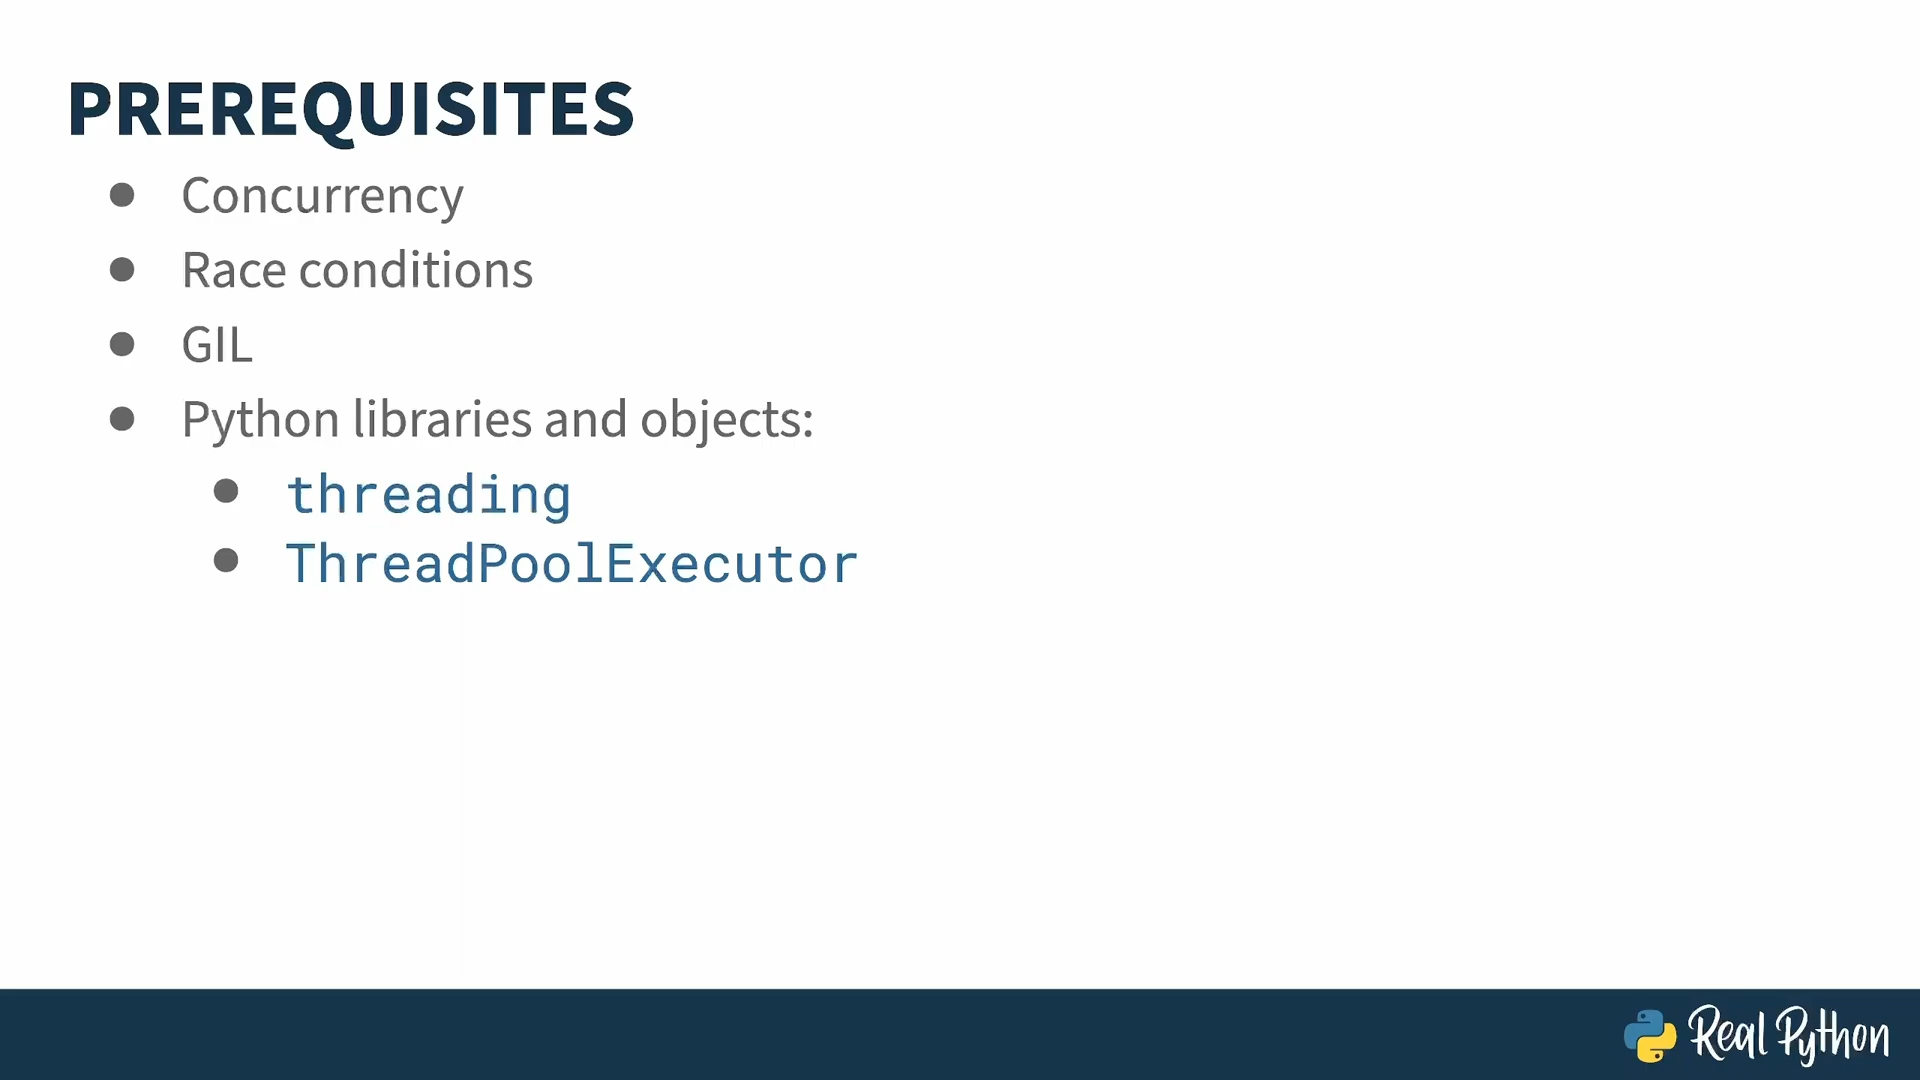 PREREQUISITES
Concurrency
Race conditions
GIL
Python libraries and objects:
threading
ThreadPoolExecutor
Real Python